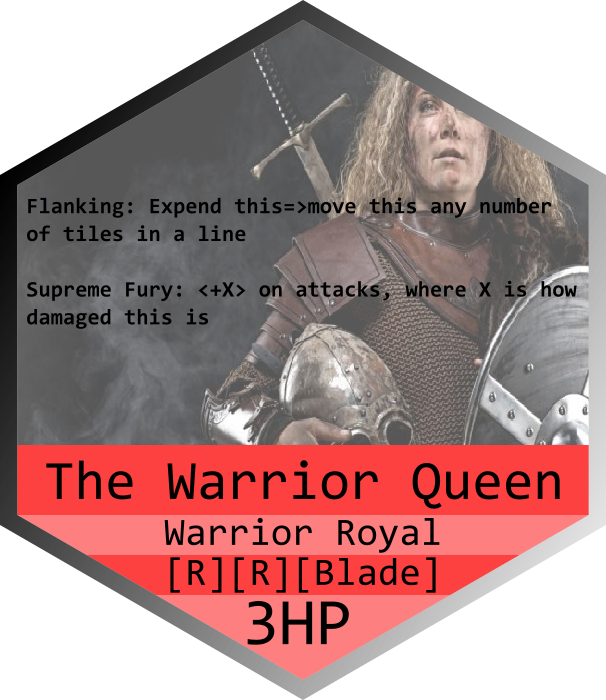 Flanking: Expend this=>move this any number
of tiles in a line
Supreme Fury: <+X> on attacks, where X is how
damaged this is
The Warrior Queen
Warrior Royal
[R][R][Blade]
3HP